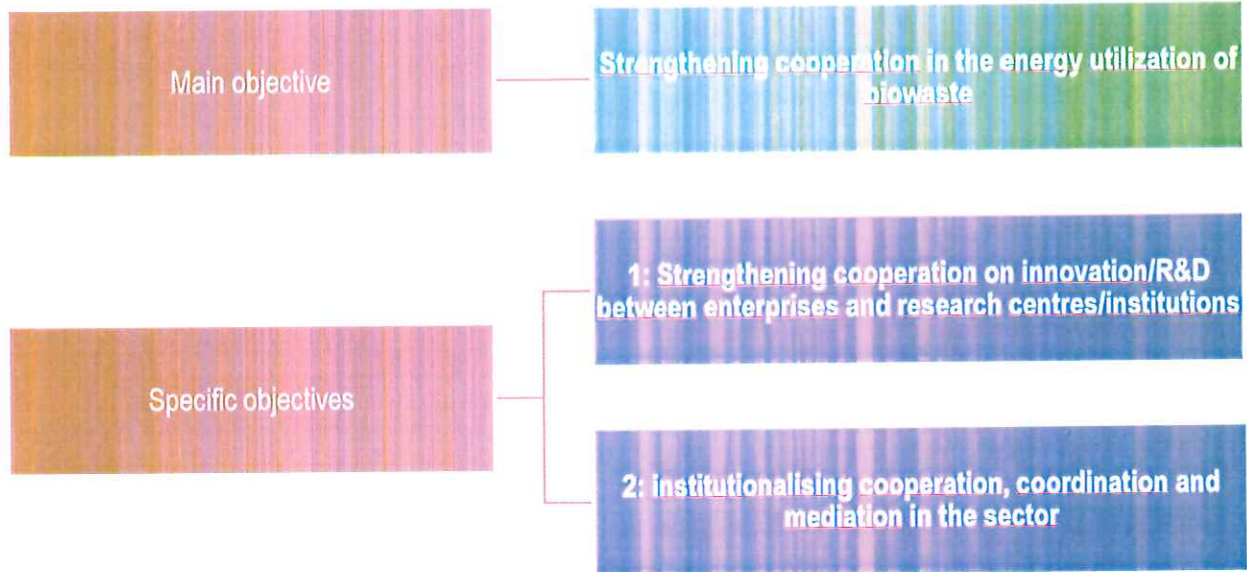 Main objective
Strengthening cooperation in the energy utilization of
biowaste
1: Strengthening cooperation on innovation/R&D
between enterprises and research centres/institutions
Specific objectives
2: institutionalising cooperation, coordination and
mediation in the sector